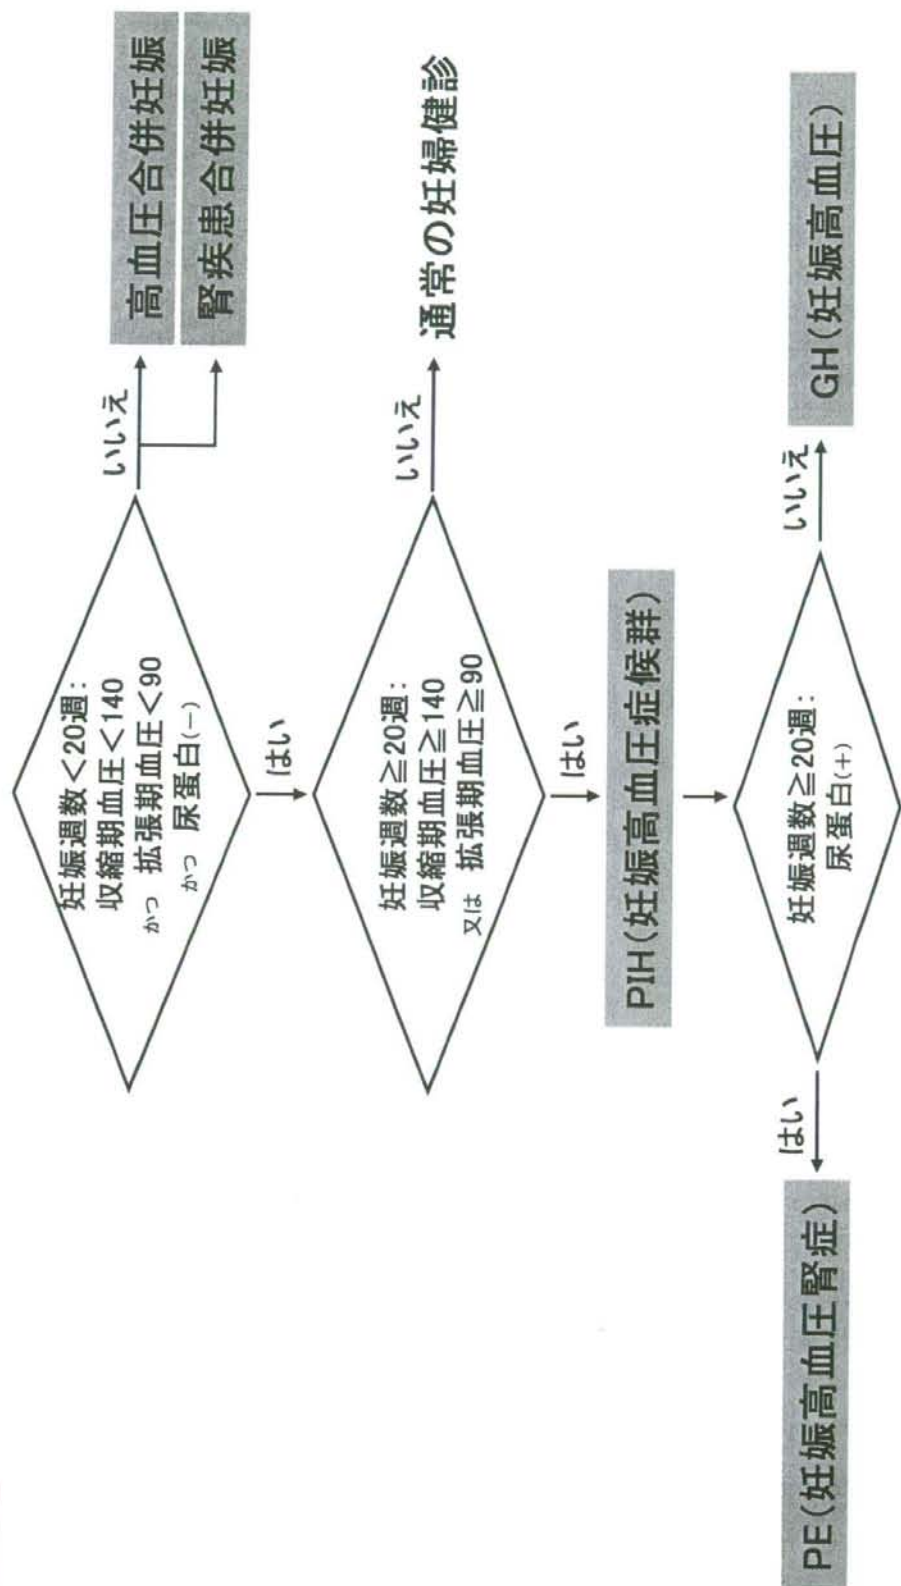 妊娠週数<20週：
収縮期血圧<140
かつ 拡張期血圧<90
かつ 尿蛋白(－)
いいえ
高血圧合併妊娠
腎疾患合併妊娠
はい
妊娠週数≧20週：
収縮期血圧≧140
又は 拡張期血圧≧90
いいえ
通常の妊婦健診
はい
PIH(妊娠高血圧症候群)
妊娠週数≧20週：
尿蛋白(＋)
はい
PE(妊娠高血圧腎症)
いいえ
GH(妊娠高血圧)